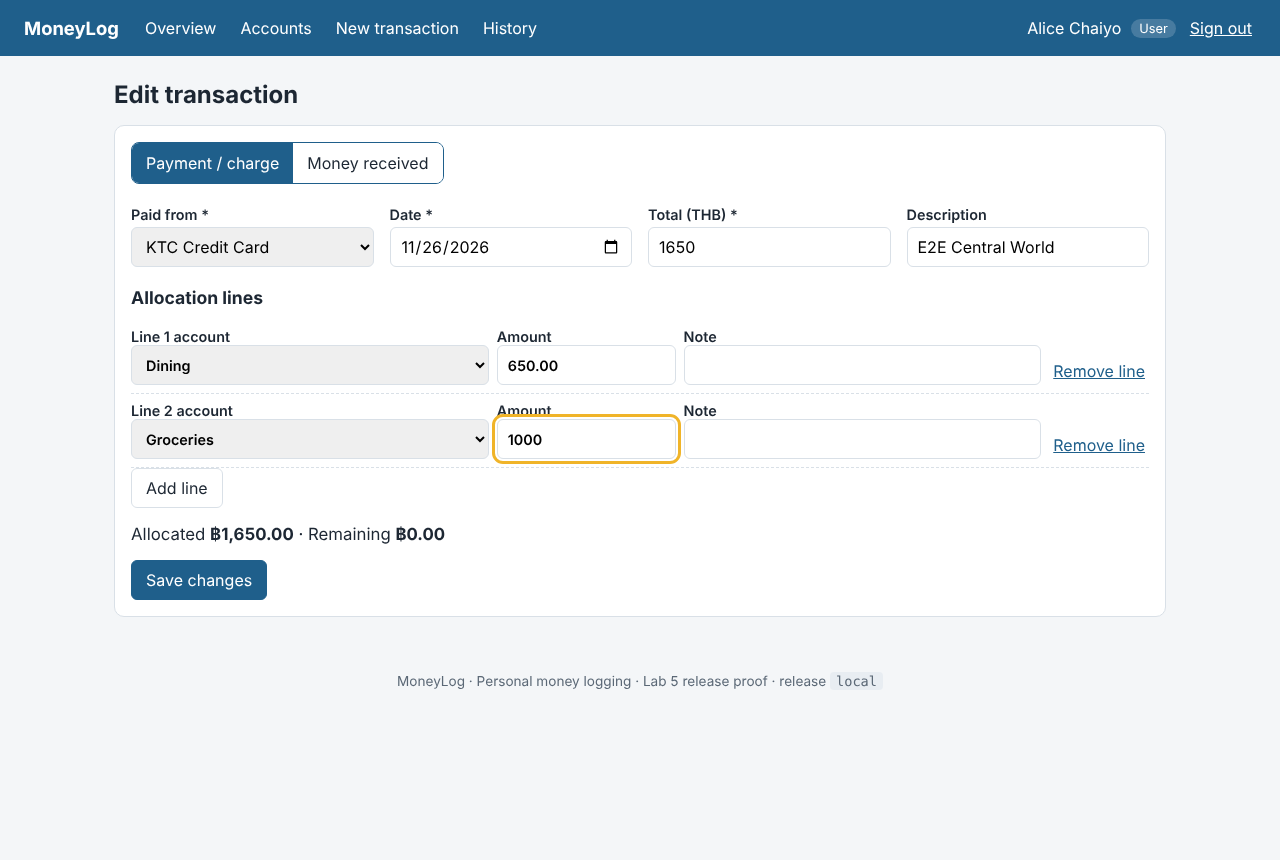 MoneyLog Overview Accounts New transaction History Alice Chaiyo User Sign out
Edit transaction
Payment / charge Money received
Paid from * Date * Total (THB) * Description
KTC Credit Card 11/26/2026 1650 E2E Central World
Allocation lines
Line 1 account Amount Note
Dining 650.00 Remove line
Line 2 account Amount Note
Groceries 1000 Remove line
Add line
Allocated ฿1,650.00 · Remaining ฿0.00
Save changes
MoneyLog · Personal money logging · Lab 5 release proof · release local